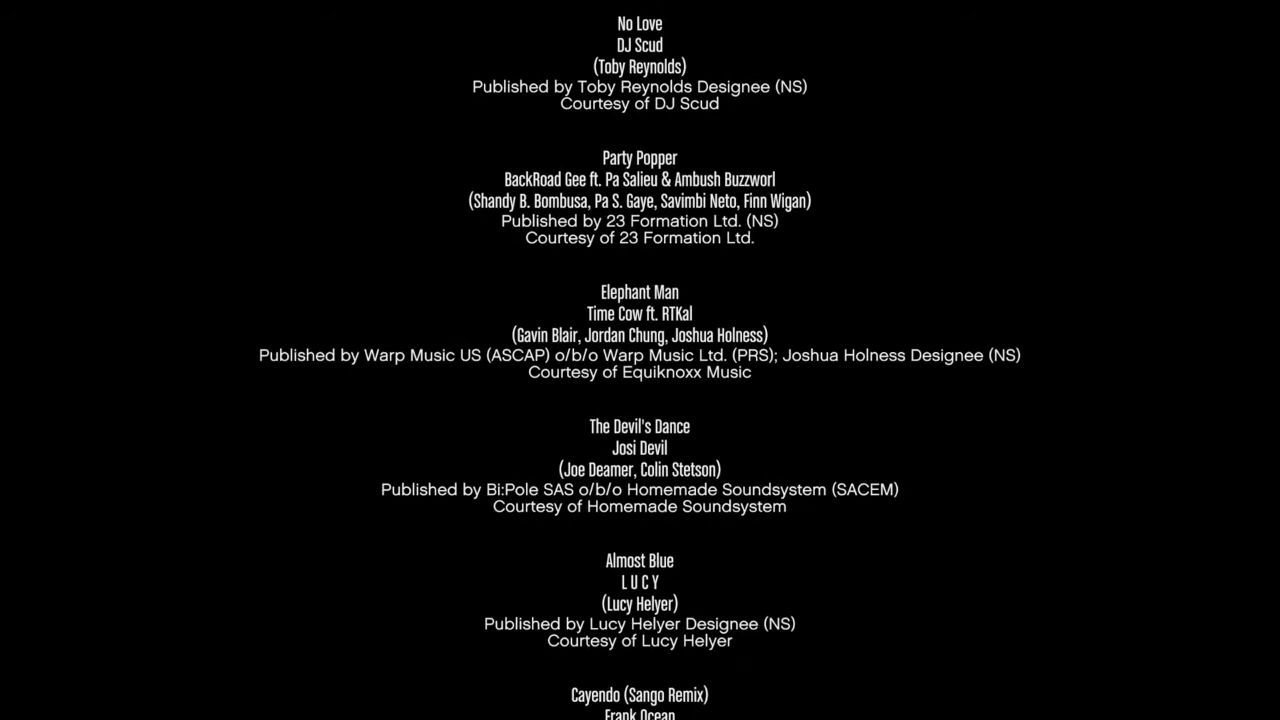 No Love
DJ Scud
(Toby Reynolds)
Published by Toby Reynolds Designee (NS)
Courtesy of DJ Scud
Party Popper
BackRoad Gee ft. Pa Salieu & Ambush Buzzworl
(Shandy B. Bombusa, Pa S. Gaye, Savimbi Neto, Finn Wigan)
Published by 23 Formation Ltd. (NS)
Courtesy of 23 Formation Ltd.
Elephant Man
Time Cow ft. RTKal
(Gavin Blair, Jordan Chung, Joshua Holness)
Published by Warp Music US (ASCAP) o/b/o Warp Music Ltd. (PRS); Joshua Holness Designee (NS)
Courtesy of Equiknoxx Music
The Devil's Dance
Josi Devil
(Joe Deamer, Colin Stetson)
Published by Bi:Pole SAS o/b/o Homemade Soundsystem (SACEM)
Courtesy of Homemade Soundsystem
Almost Blue
L U C Y
(Lucy Helyer)
Published by Lucy Helyer Designee (NS)
Courtesy of Lucy Helyer
Cayendo (Sango Remix)
Frank Ocean